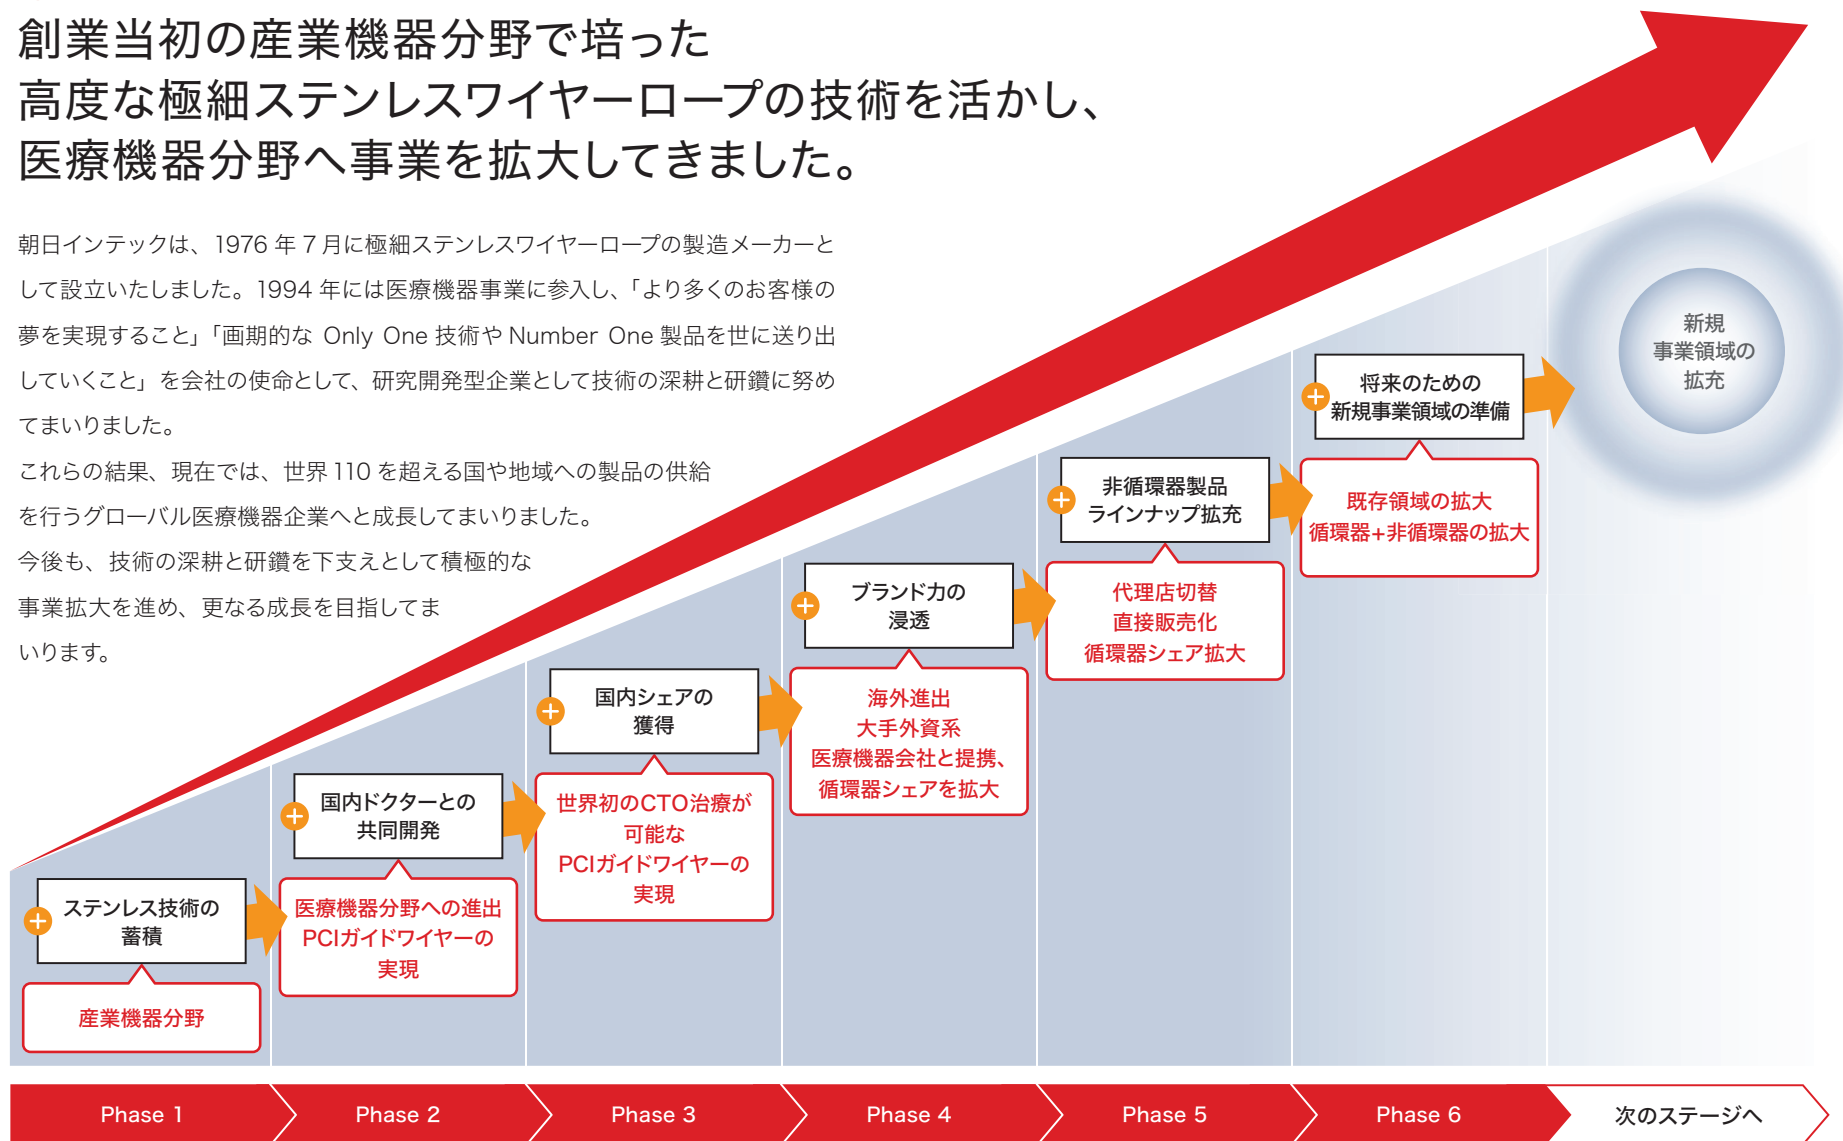 創業当初の産業機器分野で培った
高度な極細ステンレスワイヤーロープの技術を活かし、
医療機器分野へ事業を拡大してきました。
朝日インテックは、1976 年 7 月に極細ステンレスワイヤーロープの製造メーカーと
して設立いたしました。1994 年には医療機器事業に参入し、「より多くのお客様の
夢を実現すること」「画期的な Only One 技術や Number One 製品を世に送り出
していくこと」を会社の使命として、研究開発型企業として技術の深耕と研鑽に努め
てまいりました。
これらの結果、現在では、世界 110 を超える国や地域への製品の供給
を行うグローバル医療機器企業へと成長してまいりました。
今後も、技術の深耕と研鑽を下支えとして積極的な
事業拡大を進め、更なる成長を目指してま
いります。
ステンレス技術の
蓄積
産業機器分野
国内ドクターとの
共同開発
医療機器分野への進出
PCIガイドワイヤーの
実現
国内シェアの
獲得
世界初のCTO治療が
可能な
PCIガイドワイヤーの
実現
ブランド力の
浸透
海外進出
大手外資系
医療機器会社と提携、
循環器シェアを拡大
非循環器製品
ラインナップ拡充
代理店切替
直接販売化
循環器シェア拡大
将来のための
新規事業領域の準備
既存領域の拡大
循環器+非循環器の拡大
新規
事業領域の
拡充
Phase 1
Phase 2
Phase 3
Phase 4
Phase 5
Phase 6
次のステージへ